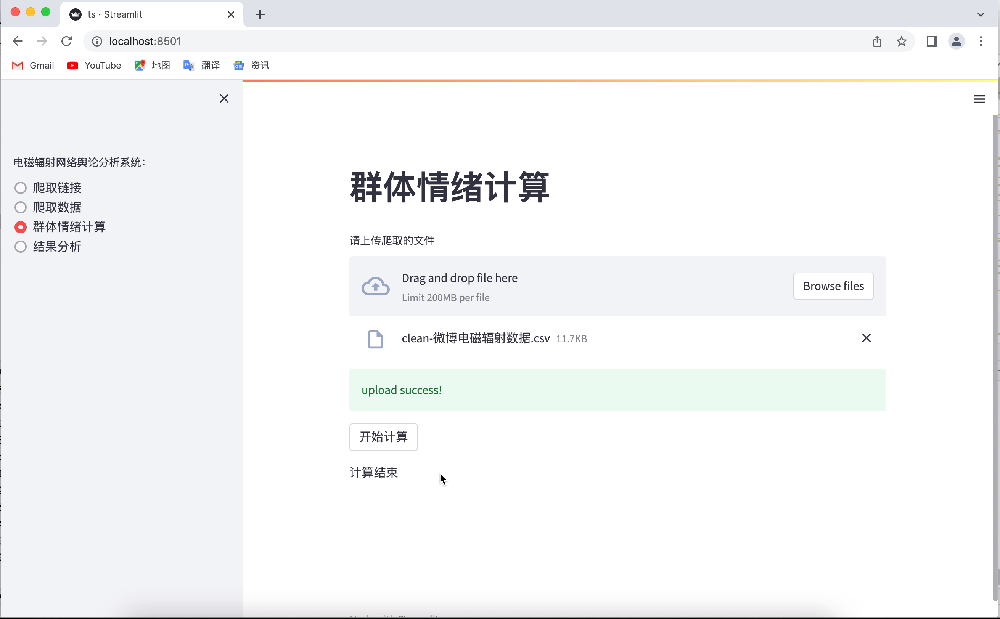 ts · Streamlit
localhost:8501
Gmail YouTube 地图 翻译 资讯
电磁辐射网络舆论分析系统：
爬取链接
爬取数据
群体情绪计算
结果分析
群体情绪计算
请上传爬取的文件
Drag and drop file here
Limit 200MB per file
Browse files
clean-微博电磁辐射数据.csv 11.7KB
upload success!
开始计算
计算结束